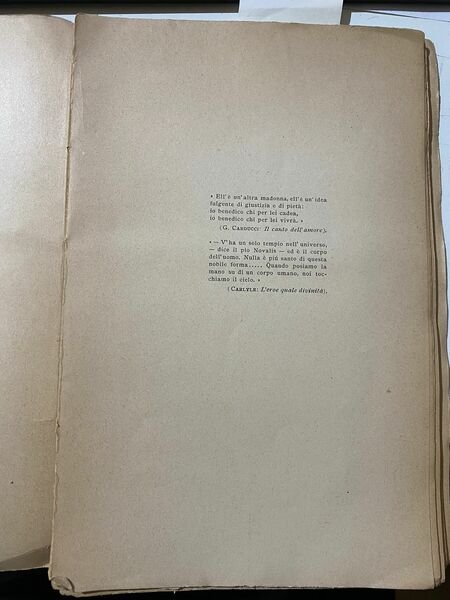 « Ell' è un' altra madonna, ell' è un' idea
fulgente di giustizia e di pietà:
io benedico chi per lei cadea,
io benedico chi per lei vivrà. »
(G. CARDUCCI: Il canto dell'amore).
« — V' ha un solo tempio nell' universo,
— dice il pio Novalis — ed è il corpo
dell'uomo. Nulla è piú santo di questa
nobile forma..... Quando posiamo la
mano su di un corpo umano, noi toc-
chiamo il cielo. »
(CARLYLE: L'eroe quale divinità).